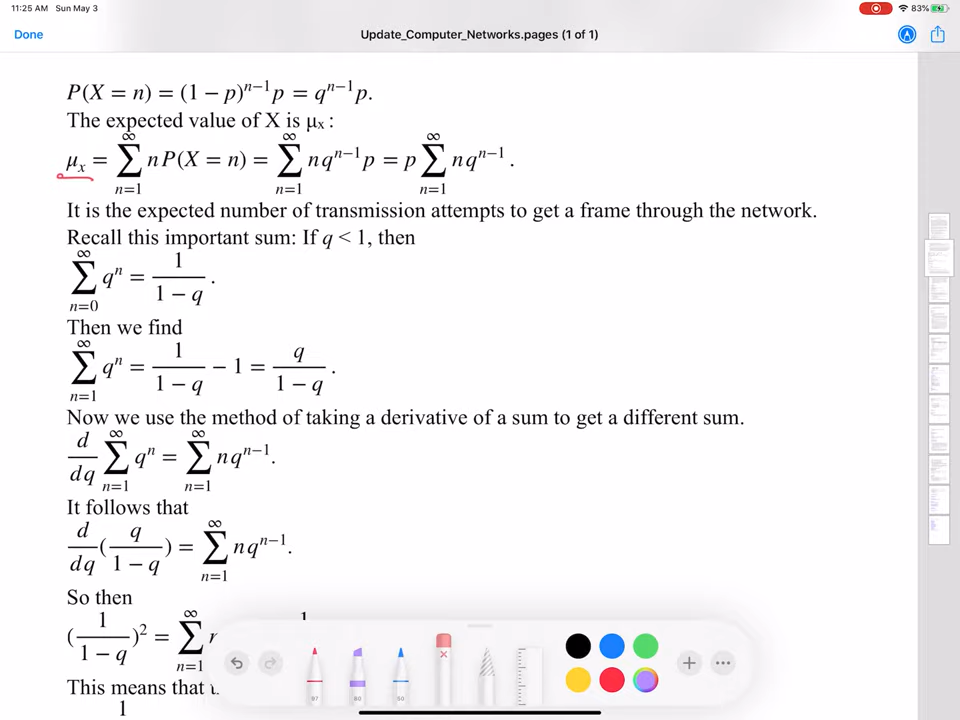 11:25 AM Sun May 3
83%
Done
Update_Computer_Networks.pages (1 of 1)
P(X = n) = (1 − p)^{n−1}p = q^{n−1}p.
The expected value of X is μₓ :
μₓ = ∑_{n=1}^{∞} nP(X = n) = ∑_{n=1}^{∞} nq^{n−1}p = p ∑_{n=1}^{∞} nq^{n−1}.
It is the expected number of transmission attempts to get a frame through the network.
Recall this important sum: If q < 1, then
∑_{n=0}^{∞} q^n = 1/(1 − q).
Then we find
∑_{n=1}^{∞} q^n = 1/(1 − q) − 1 = q/(1 − q).
Now we use the method of taking a derivative of a sum to get a different sum.
d/dq ∑_{n=1}^{∞} q^n = ∑_{n=1}^{∞} nq^{n−1}.
It follows that
d/dq (q/(1 − q)) = ∑_{n=1}^{∞} nq^{n−1}.
So then
(1/(1 − q))² = ∑_{n=1}^{∞}
This means that
1
97
80
50